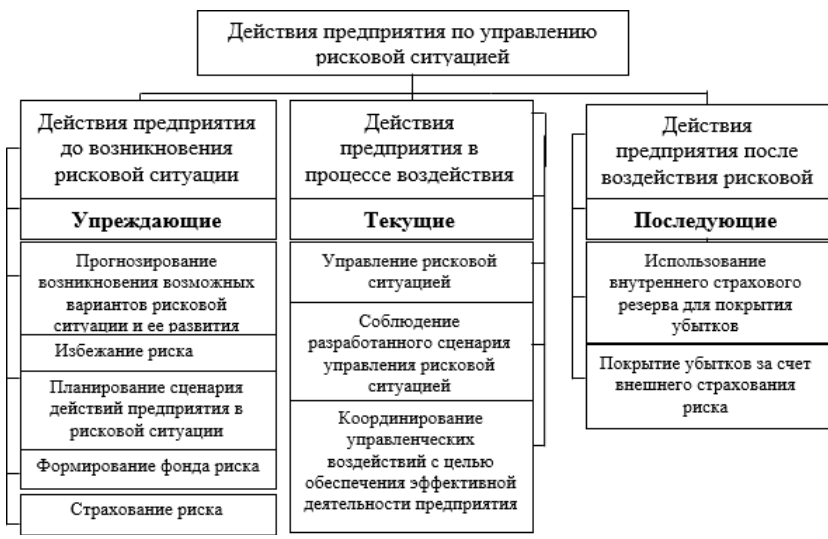 Действия предприятия по управлению
рисковой ситуацией
Действия предприятия
до возникновения
рисковой ситуации
Упреждающие
Прогнозирование
возникновения возможных
вариантов рисковой
ситуации и ее развития
Избежание риска
Планирование сценария
действий предприятия в
рисковой ситуации
Формирование фонда риска
Страхование риска
Действия
предприятия в
процессе воздействия
Текущие
Управление рисковой
ситуацией
Соблюдение
разработанного сценария
управления рисковой
ситуацией
Координирование
управленческих
воздействий с целью
обеспечения эффективной
деятельности предприятия
Действия
предприятия после
воздействия рисковой
Последующие
Использование
внутреннего страхового
резерва для покрытия
убытков
Покрытие убытков за счет
внешнего страхования
риска